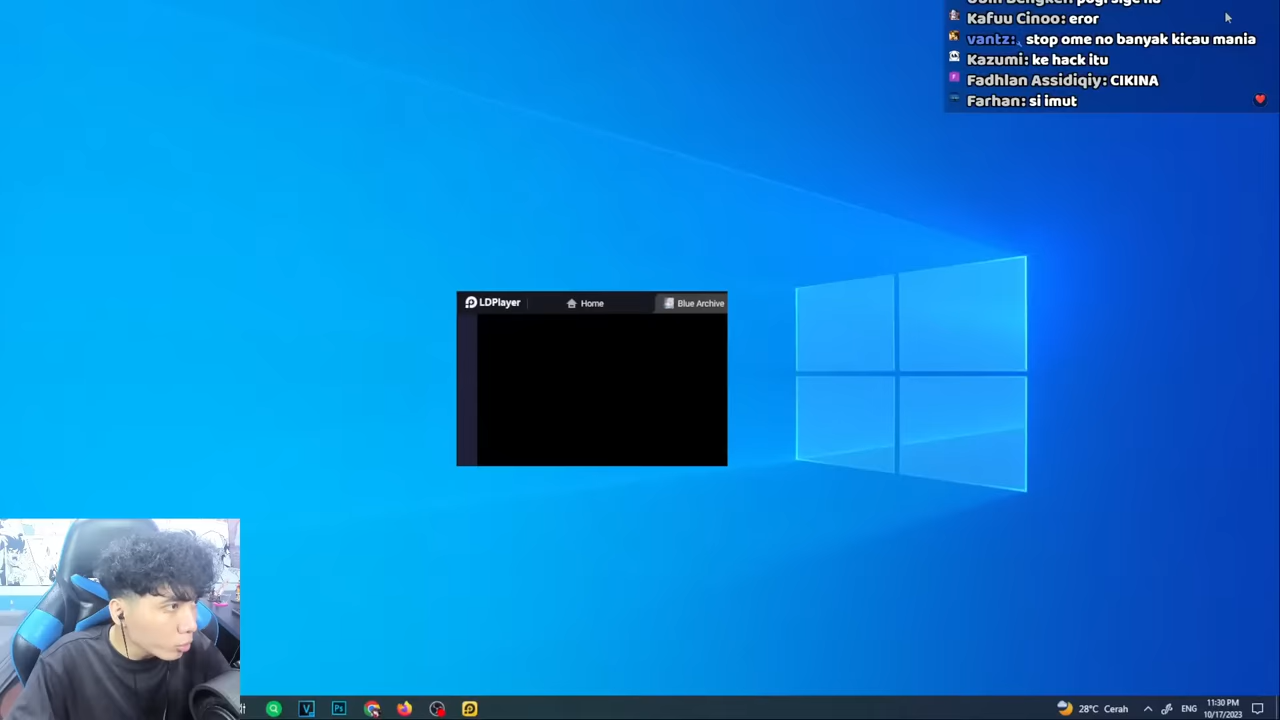 Kafuu Cinoo: eror
vantz: stop ome no banyak kicau mania
Kazumi: ke hack itu
Fadhlan Assidiqiy: CIKINA
Farhan: si imut
LDPlayer Home Blue Archive
V Ps 28°C Cerah ENG 11:30 PM
10/17/2023